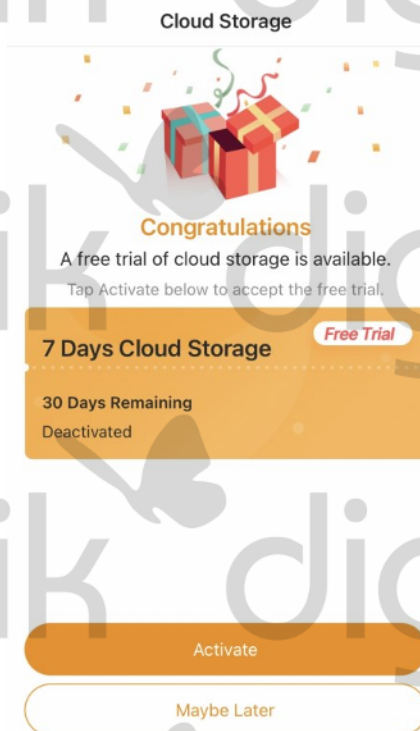 Cloud Storage
Congratulations
A free trial of cloud storage is available.
Tap Activate below to accept the free trial.
Free Trial
7 Days Cloud Storage
30 Days Remaining
Deactivated
Activate
Maybe Later